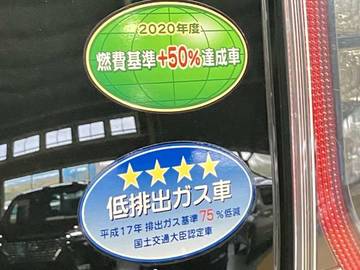 2020年度
燃費基準+50%達成車
★★★★
低排出ガス車
平成17年 排出ガス基準 75%低減
国土交通大臣認定車